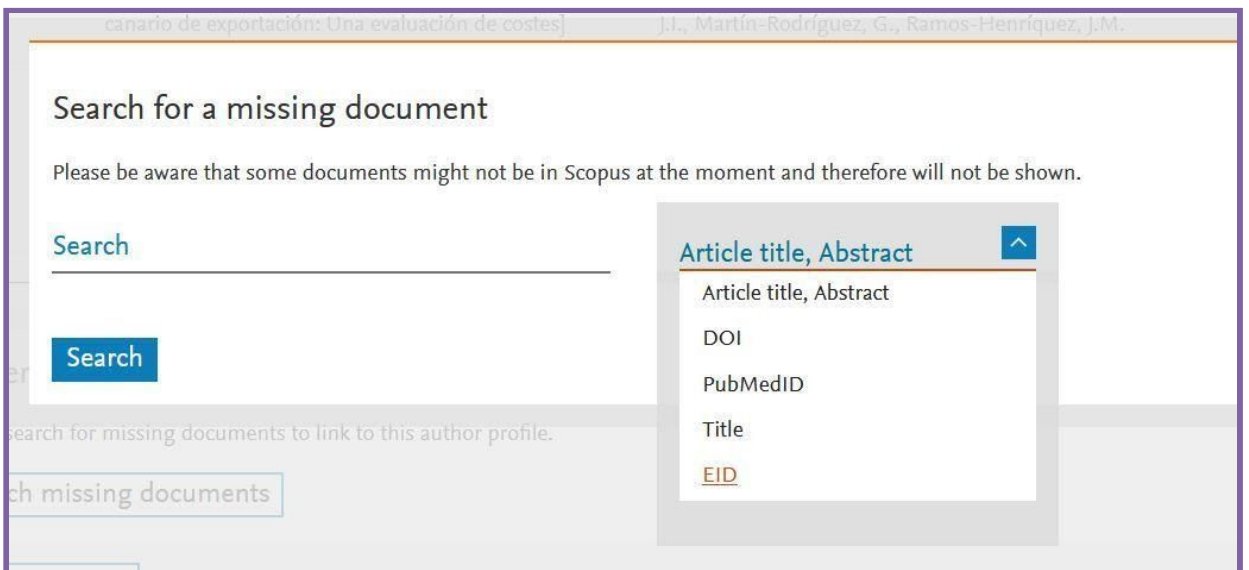 canario de exportación: Una evaluación de costes] J.I., Martín-Rodríguez, G., Ramos-Henríquez, J.M.
Search for a missing document
Please be aware that some documents might not be in Scopus at the moment and therefore will not be shown.
Search
Article title, Abstract
Article title, Abstract
DOI
PubMedID
Title
EID
Search
er
search for missing documents to link to this author profile.
ch missing documents